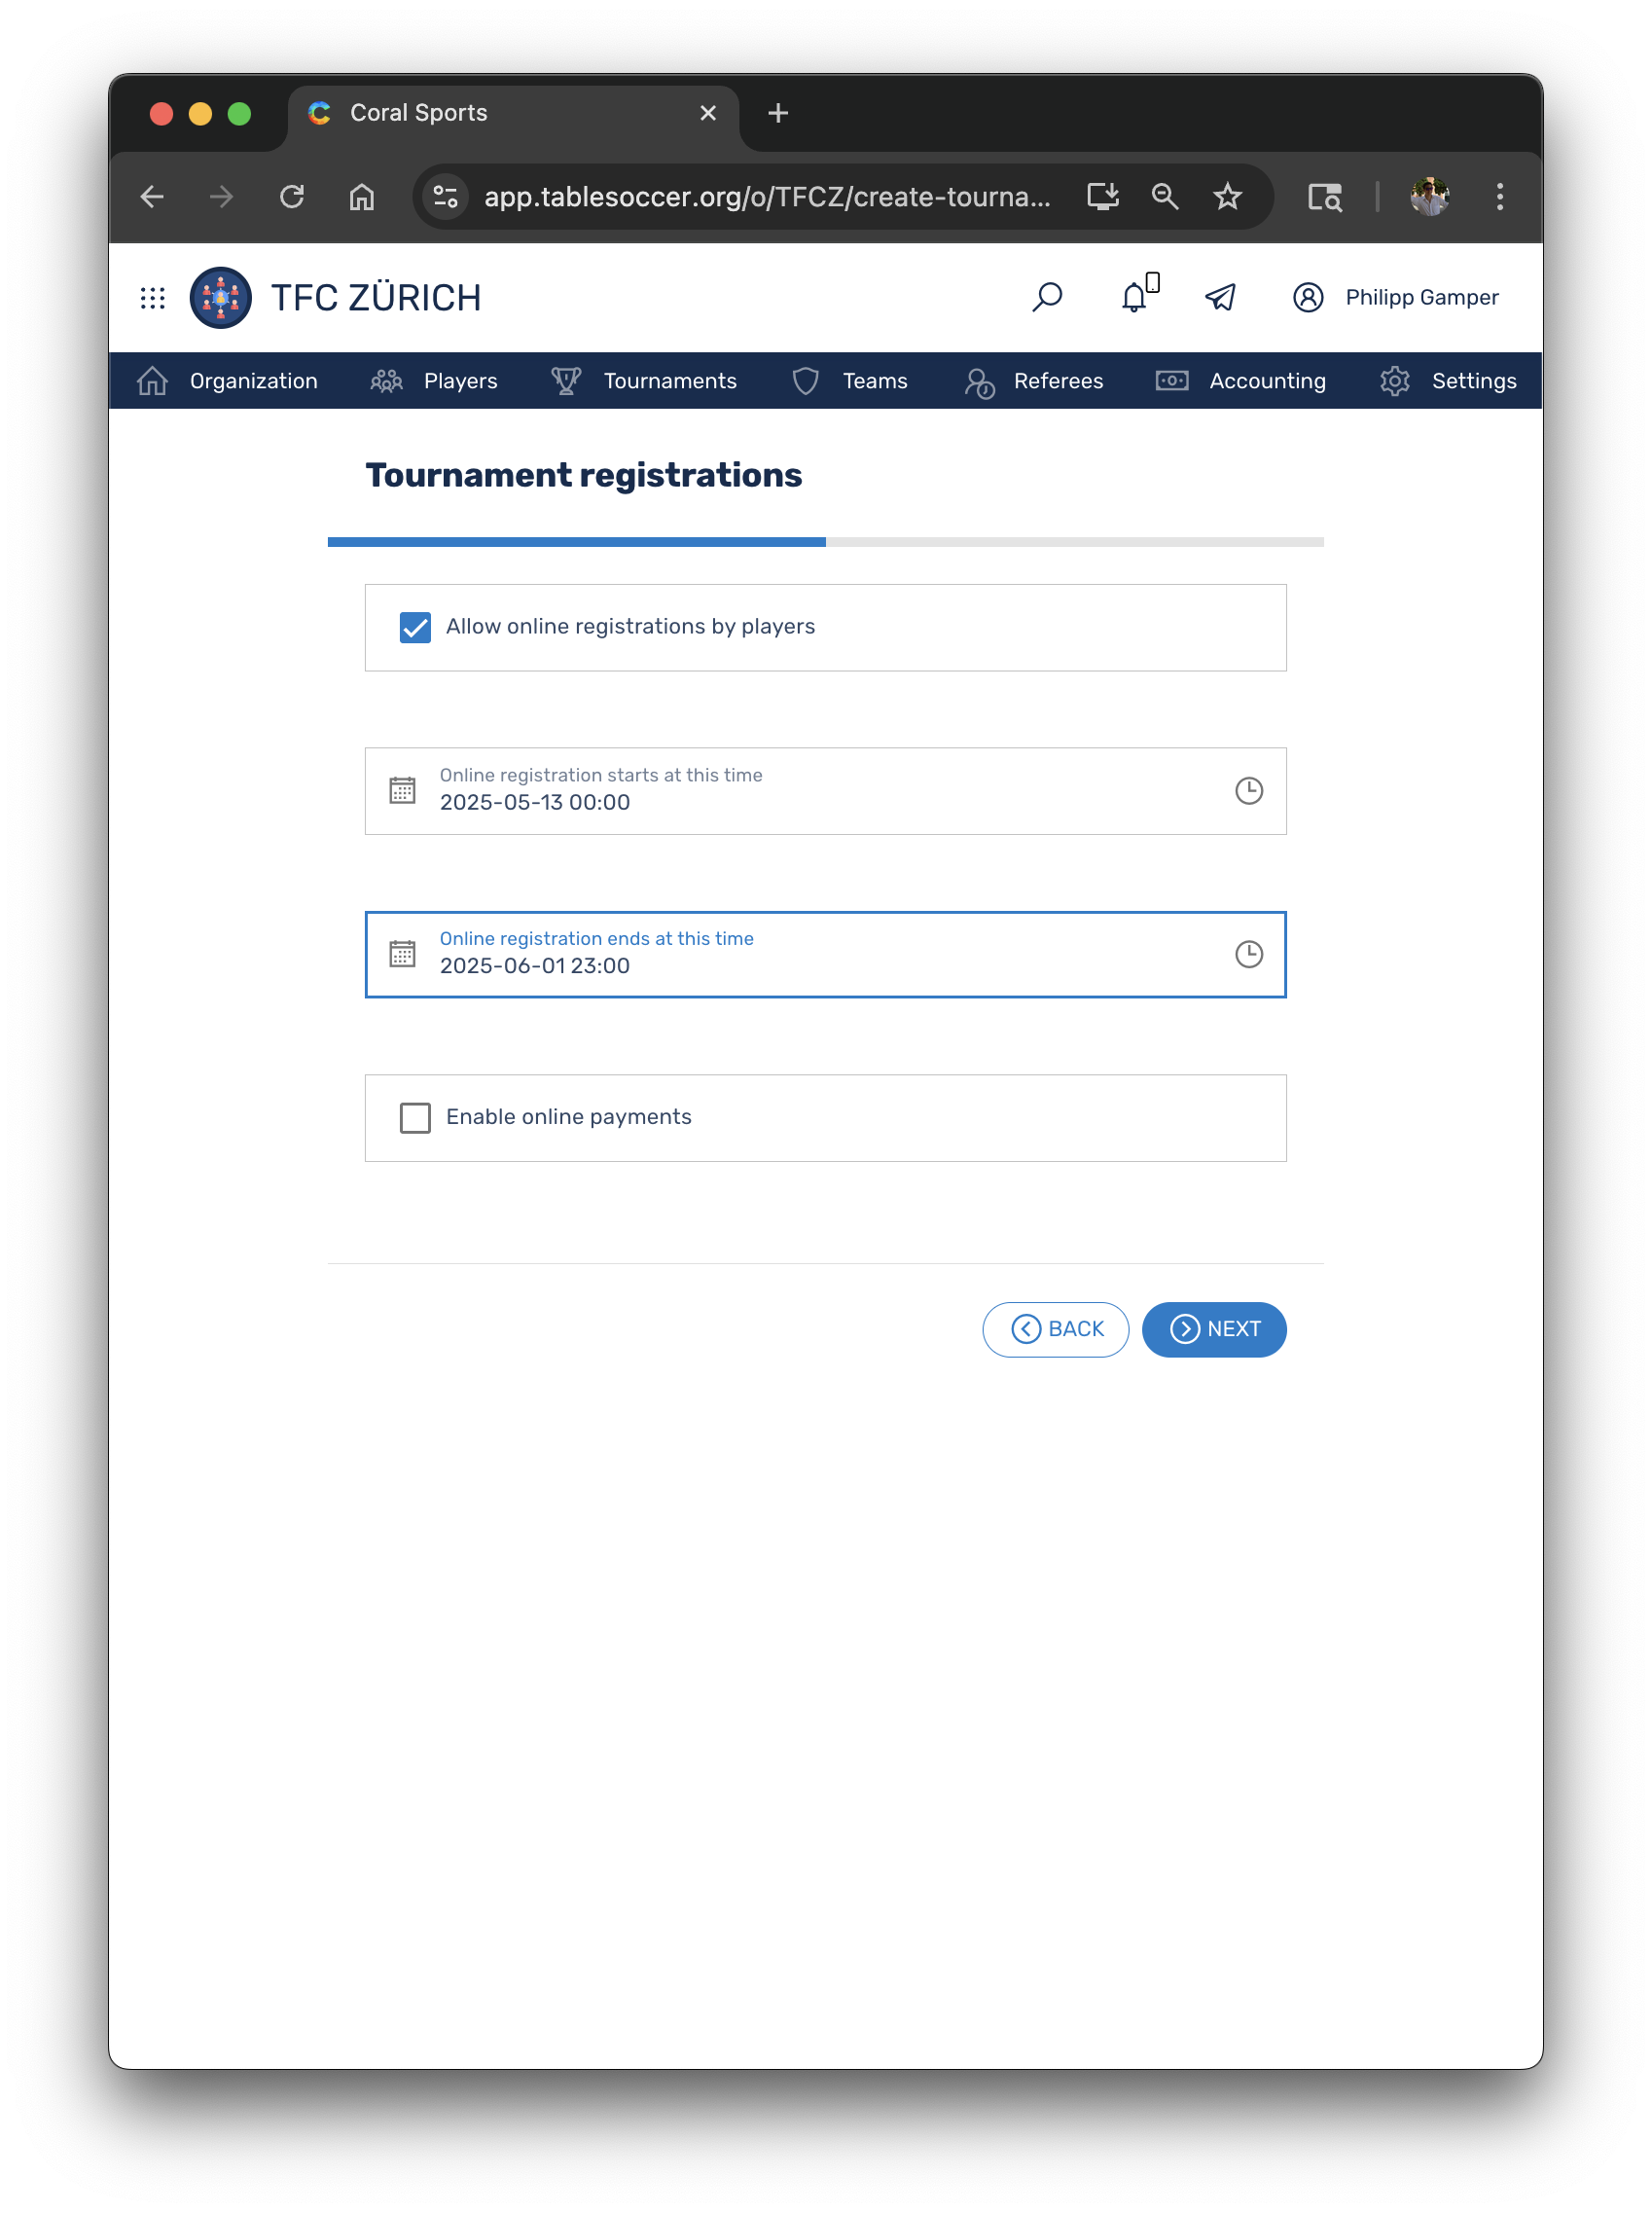 Coral Sports
app.tablesoccer.org/o/TFCZ/create-tourna...
TFC ZÜRICH
Philipp Gamper
Organization
Players
Tournaments
Teams
Referees
Accounting
Settings
Tournament registrations
Allow online registrations by players
Online registration starts at this time
2025-05-13 00:00
Online registration ends at this time
2025-06-01 23:00
Enable online payments
BACK
NEXT